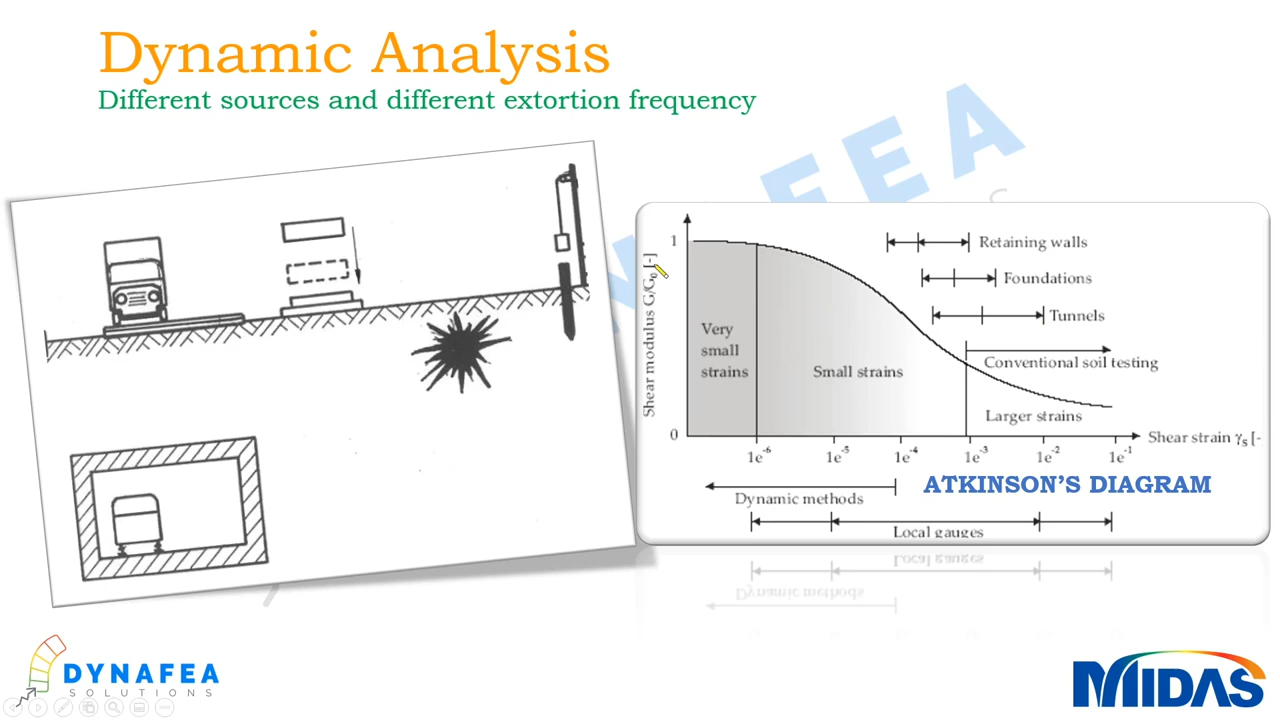 Dynamic Analysis
Different sources and different extortion frequency
FEA
S
1
Retaining walls
Foundations
Tunnels
Conventional soil testing
Very
small
strains
Small strains
Larger strains
Shear modulus G/G0 [-]
0
Shear strain γS [-
1e-6
1e-5
1e-4
1e-3
1e-2
1e-1
ATKINSON'S DIAGRAM
Dynamic methods
Local gauges
DYNAFEA
SOLUTIONS
MIDAS